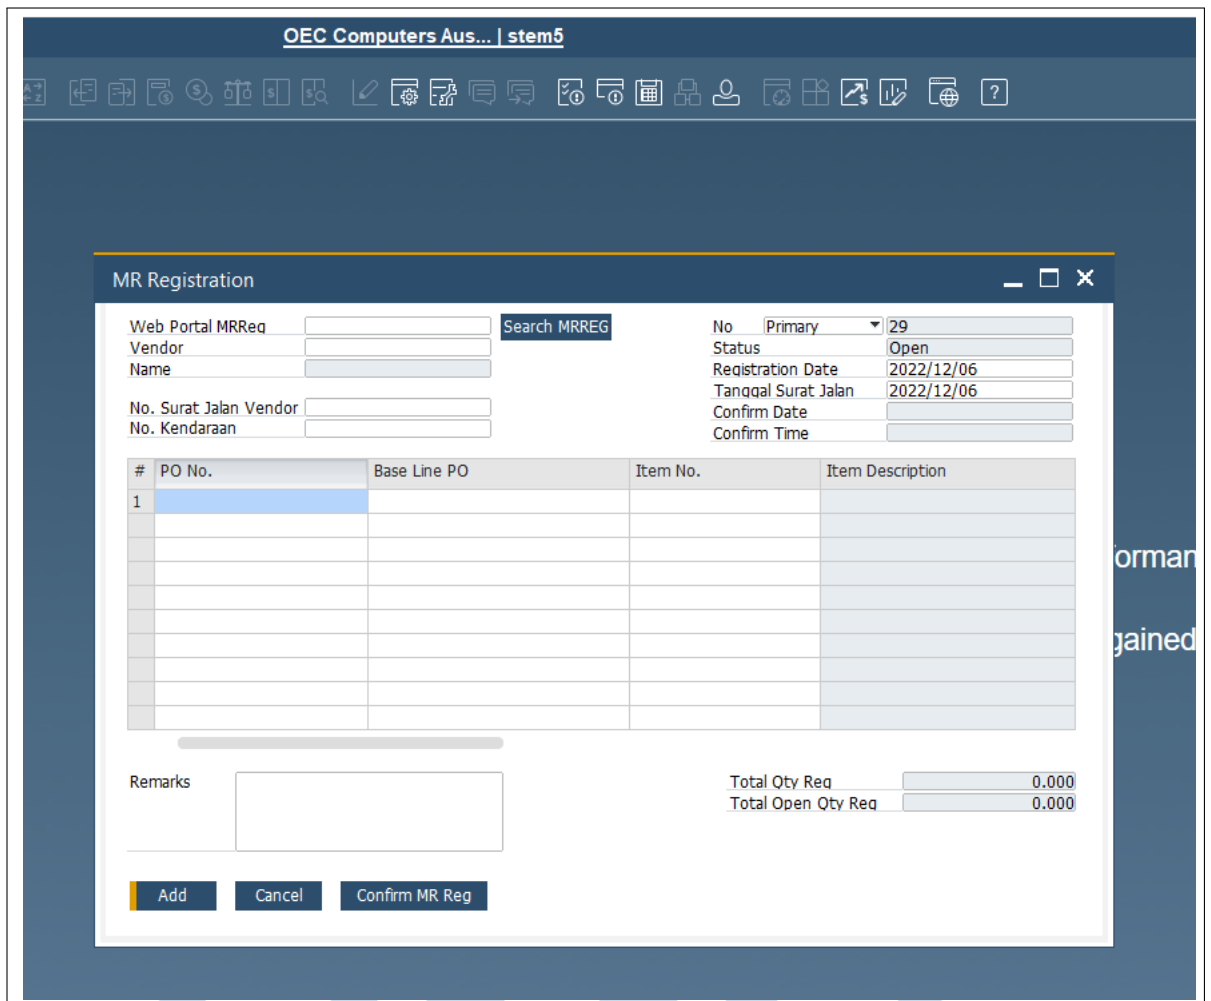 OEC Computers Aus... | stem5
MR Registration
Web Portal MRReg
Search MRREG
No Primary 29
Vendor
Status Open
Name
Registration Date 2022/12/06
Tanggal Surat Jalan 2022/12/06
No. Surat Jalan Vendor
Confirm Date
No. Kendaraan
Confirm Time
# PO No. Base Line PO Item No. Item Description
1
forman
gained
Remarks
Total Qty Reg 0.000
Total Open Qty Reg 0.000
Add Cancel Confirm MR Reg